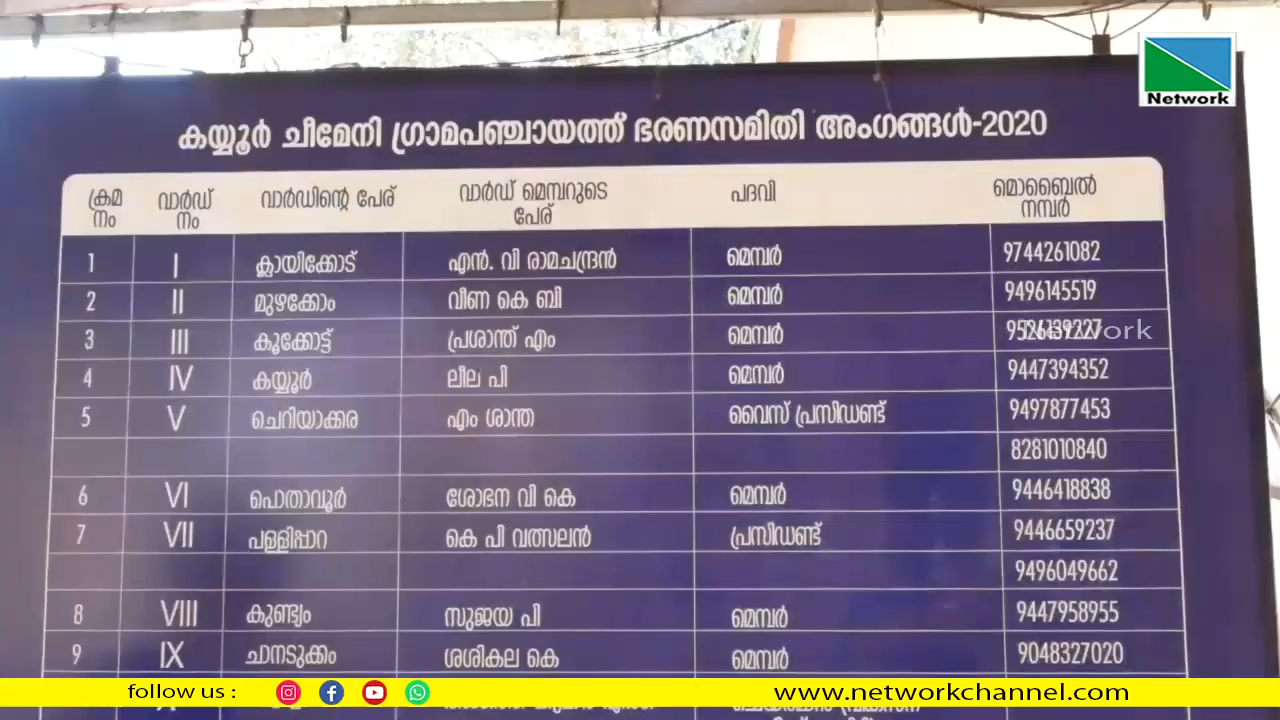 Network
കയ്യൂർ ചീമേനി ഗ്രാമപഞ്ചായത്ത് ഭരണസമിതി അംഗങ്ങൾ-2020
ക്രമ നം വാർഡ് നം വാർഡിന്റെ പേര് വാർഡ് മെമ്പറുടെ പേര് പദവി മൊബൈൽ നമ്പർ
1 I ക്ലായിക്കോട് എൻ. വി രാമചന്ദ്രൻ മെമ്പർ 9744261082
2 II മുഴക്കോം വീണ കെ ബി മെമ്പർ 9496145519
3 III കൂക്കോട്ട് പ്രശാന്ത് എം മെമ്പർ
Network
4 IV കയ്യൂർ ലീല പി മെമ്പർ 9447394352
5 V ചെറിയാക്കര എം ശാന്ത വൈസ് പ്രസിഡണ്ട് 9497877453
8281010840
6 VI പൊതാവൂർ ശോഭന വി കെ മെമ്പർ 9446418838
7 VII പള്ളിപ്പാറ കെ പി വത്സലൻ പ്രസിഡണ്ട് 9446659237
9496049662
8 VIII കുണ്ട്യം സുജയ പി മെമ്പർ 9447958955
9 IX ചാനടുക്കം ശശികല കെ മെമ്പർ 9048327020
follow us :
www.networkchannel.com